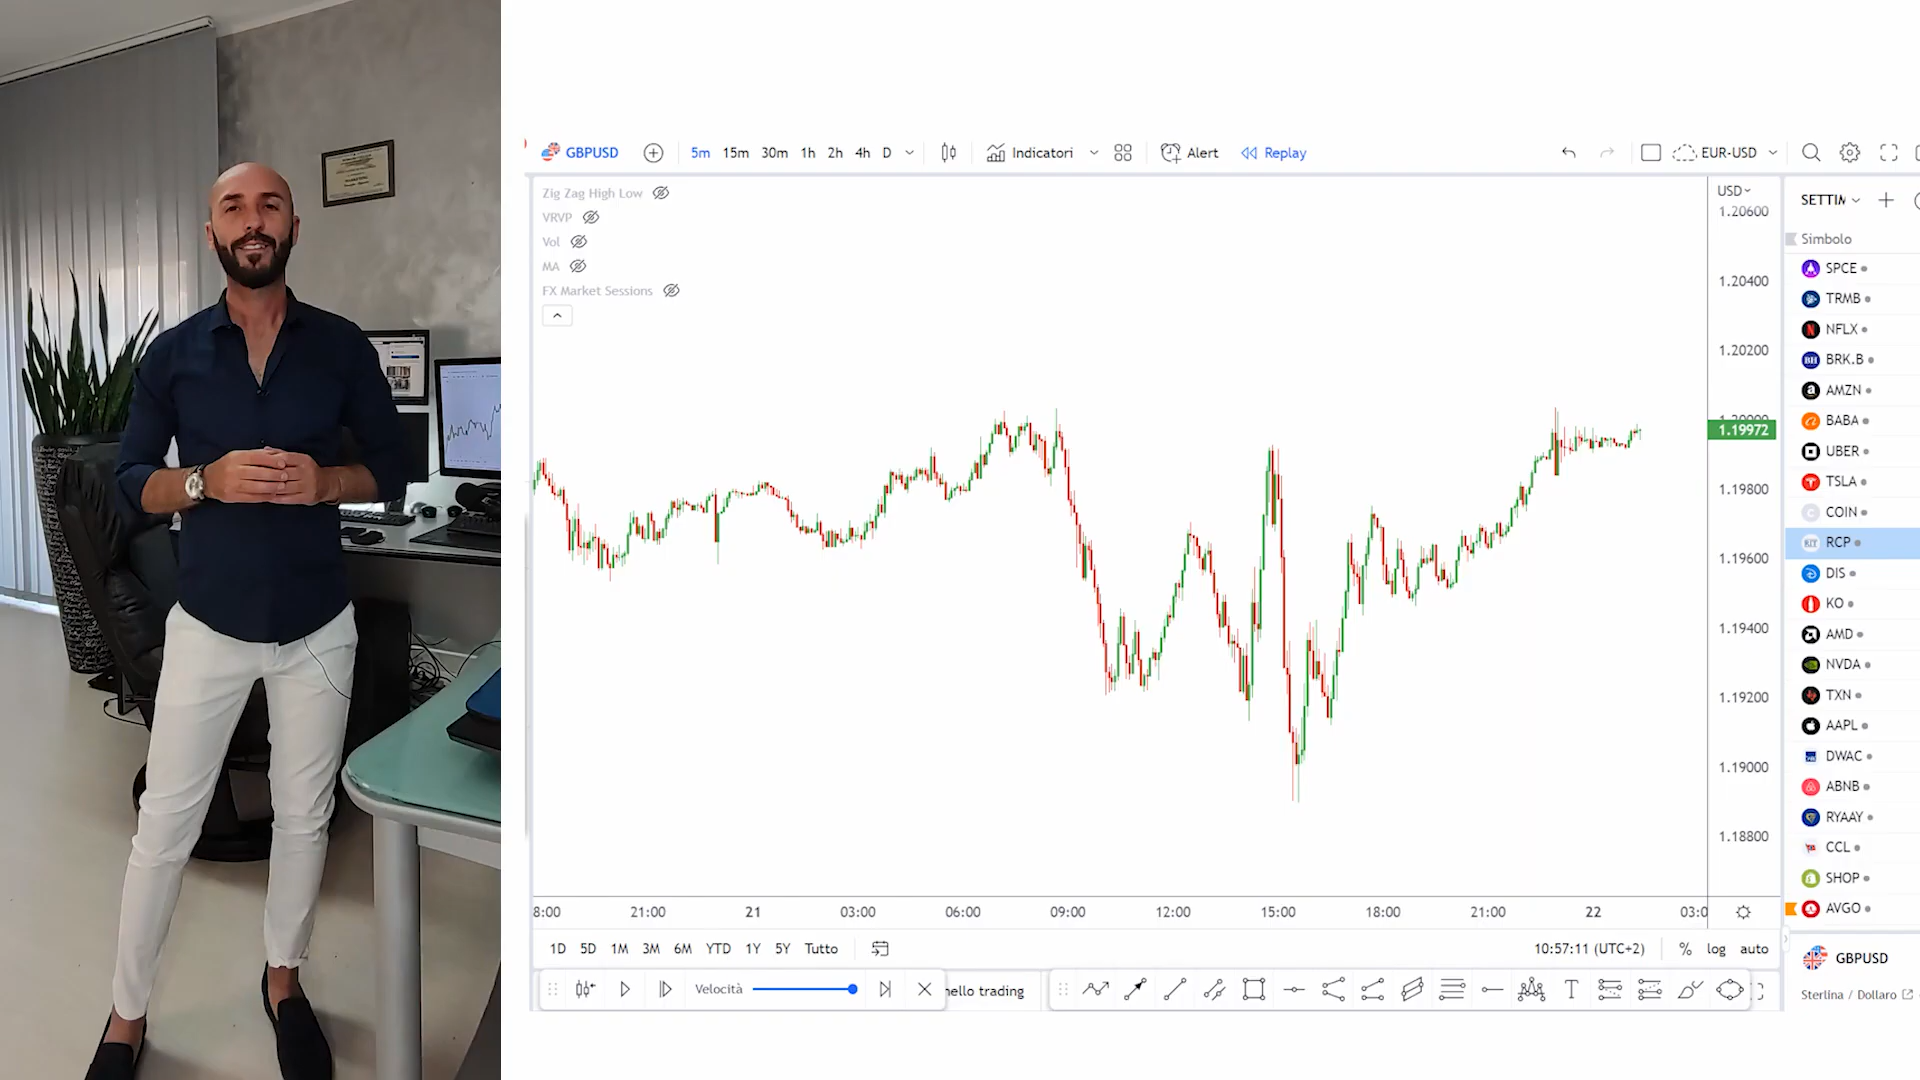 GBPUSD 5m 15m 30m 1h 2h 4h D Indicatori Alert Replay EUR-USD
Zig Zag High Low
VRVP
Vol
MA
FX Market Sessions
USD
1.20600
1.20400
1.20200
1.20000
1.19972
1.19800
1.19600
1.19400
1.19200
1.19000
1.18800
8:00 21:00 21 03:00 06:00 09:00 12:00 15:00 18:00 21:00 22 03:0
1D 5D 1M 3M 6M YTD 1Y 5Y Tutto 10:57:11 (UTC+2) % log auto
Velocità nello trading
SETTIM
Simbolo
SPCE
TRMB
NFLX
BRK.B
AMZN
BABA
UBER
TSLA
COIN
RCP
DIS
KO
AMD
NVDA
TXN
AAPL
DWAC
ABNB
RYAAY
CCL
SHOP
AVGO
GBPUSD
Sterlina / Dollaro